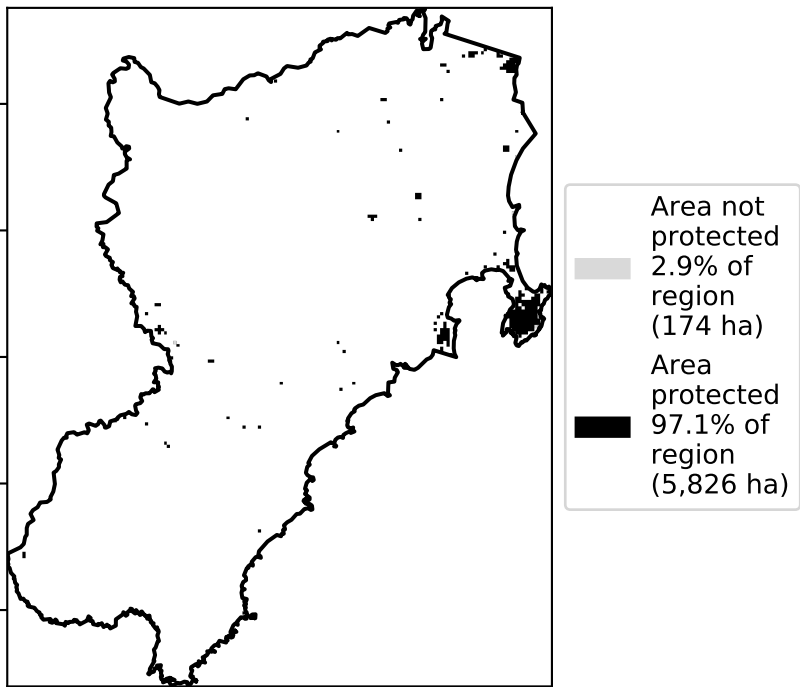 Area not
protected
2.9% of
region
(174 ha)
Area
protected
97.1% of
region
(5,826 ha)